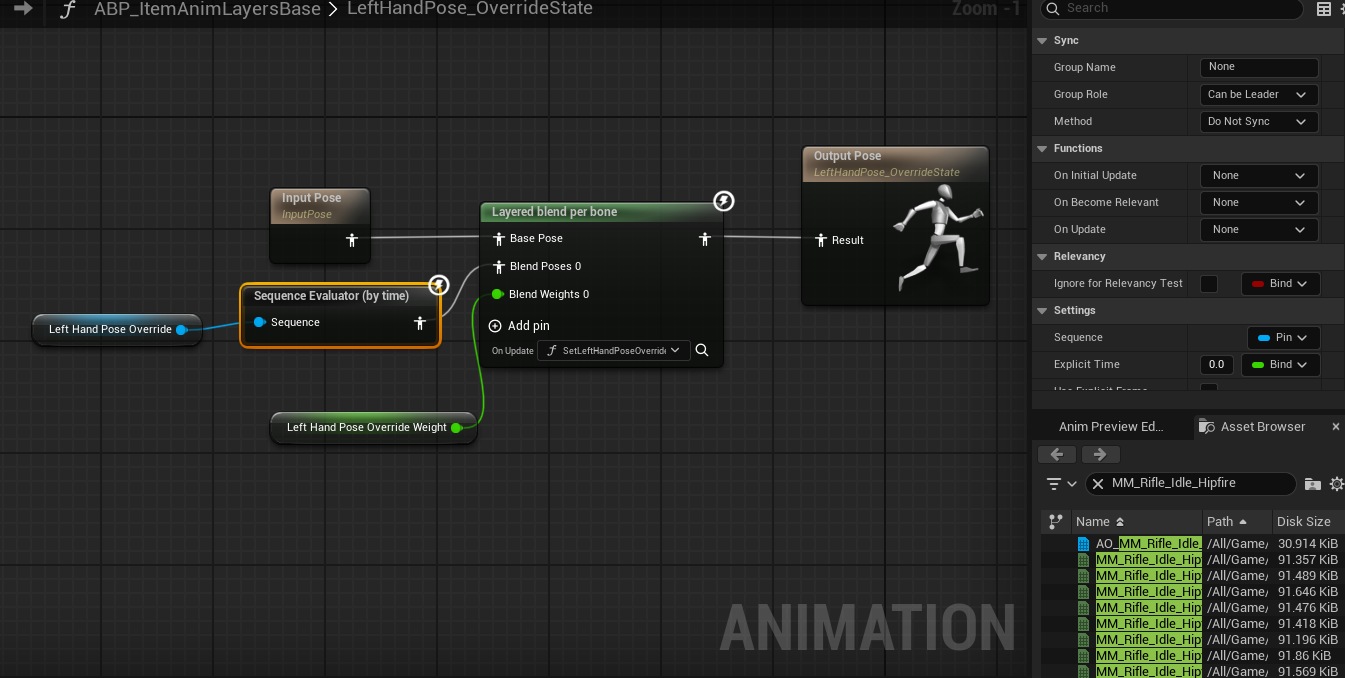 ABP_ItemAnimLayersBase > LeftHandPose_OverrideState
Zoom -1
Input Pose
InputPose
Left Hand Pose Override
Sequence Evaluator (by time)
Sequence
Left Hand Pose Override Weight
Layered blend per bone
Base Pose
Blend Poses 0
Blend Weights 0
Add pin
On Update
SetLeftHandPoseOverride
Output Pose
LeftHandPose_OverrideState
Result
ANIMATION
Search
Sync
Group Name None
Group Role Can be Leader
Method Do Not Sync
Functions
On Initial Update None
On Become Relevant None
On Update None
Relevancy
Ignore for Relevancy Test Bind
Settings
Sequence Pin
Explicit Time 0.0 Bind
Use Explicit Frame
Anim Preview Ed...
Asset Browser
MM_Rifle_Idle_Hipfire
Name Path Disk Size
AO_MM_Rifle_Idle_ /All/Game/ 30.914 KiB
MM_Rifle_Idle_Hip /All/Game/ 91.357 KiB
MM_Rifle_Idle_Hip /All/Game/ 91.489 KiB
MM_Rifle_Idle_Hip /All/Game/ 91.646 KiB
MM_Rifle_Idle_Hip /All/Game/ 91.476 KiB
MM_Rifle_Idle_Hip /All/Game/ 91.418 KiB
MM_Rifle_Idle_Hip /All/Game/ 91.196 KiB
MM_Rifle_Idle_Hip /All/Game/ 91.86 KiB
MM_Rifle_Idle_Hip /All/Game/ 91.569 KiB